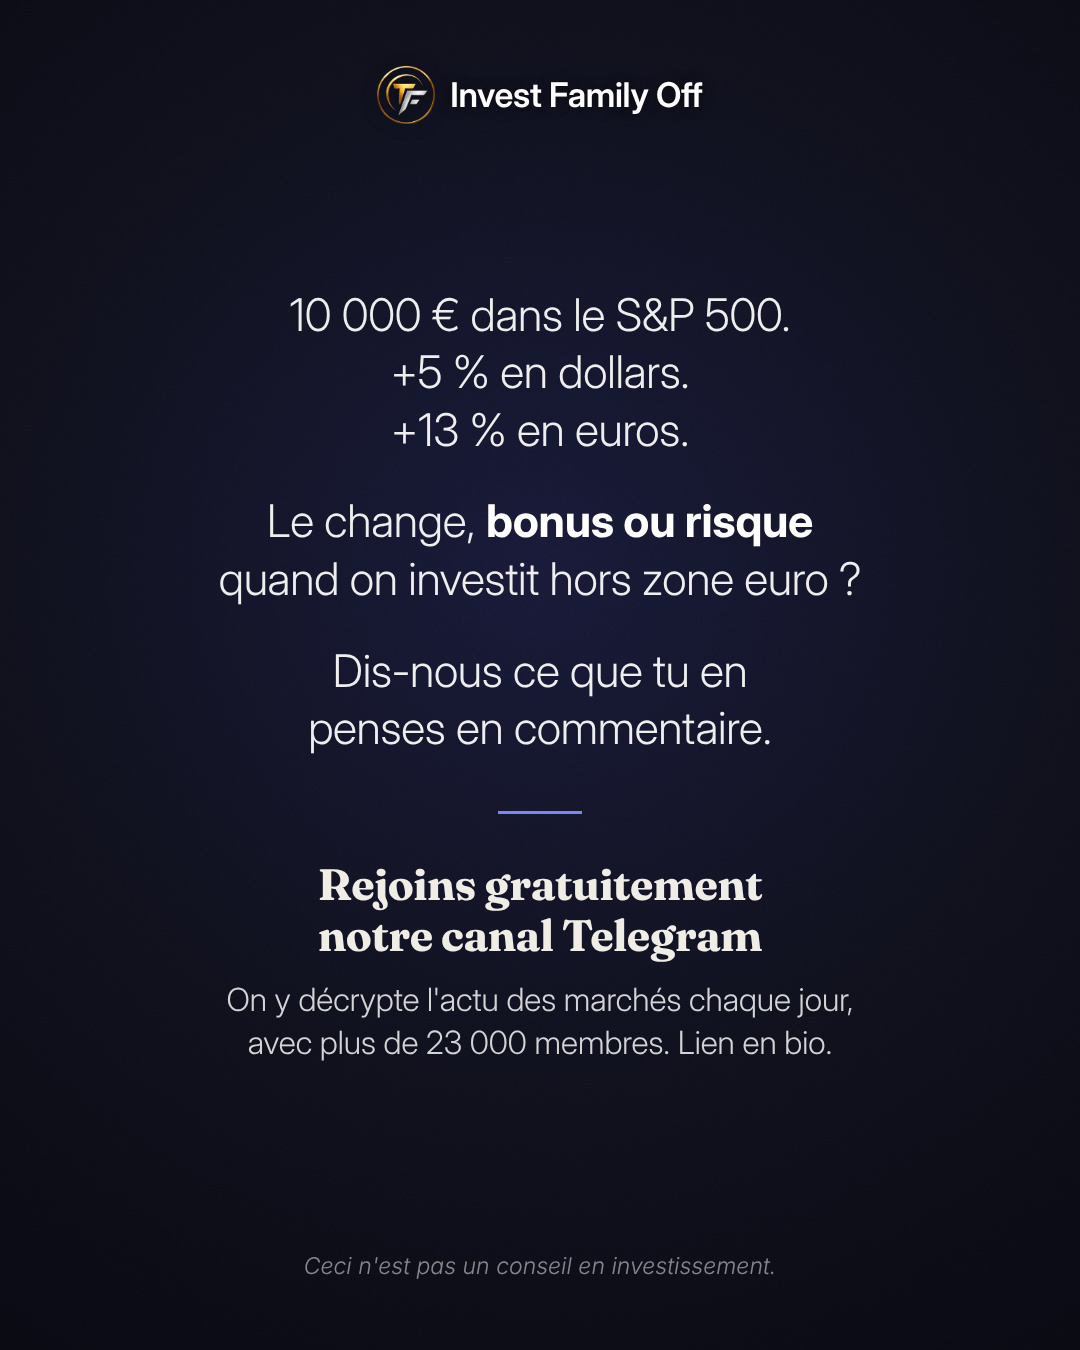 TF Invest Family Off
10 000 € dans le S&P 500.
+5 % en dollars.
+13 % en euros.
Le change, bonus ou risque
quand on investit hors zone euro ?
Dis-nous ce que tu en
penses en commentaire.
Rejoins gratuitement
notre canal Telegram
On y décrypte l'actu des marchés chaque jour,
avec plus de 23 000 membres. Lien en bio.
Ceci n'est pas un conseil en investissement.